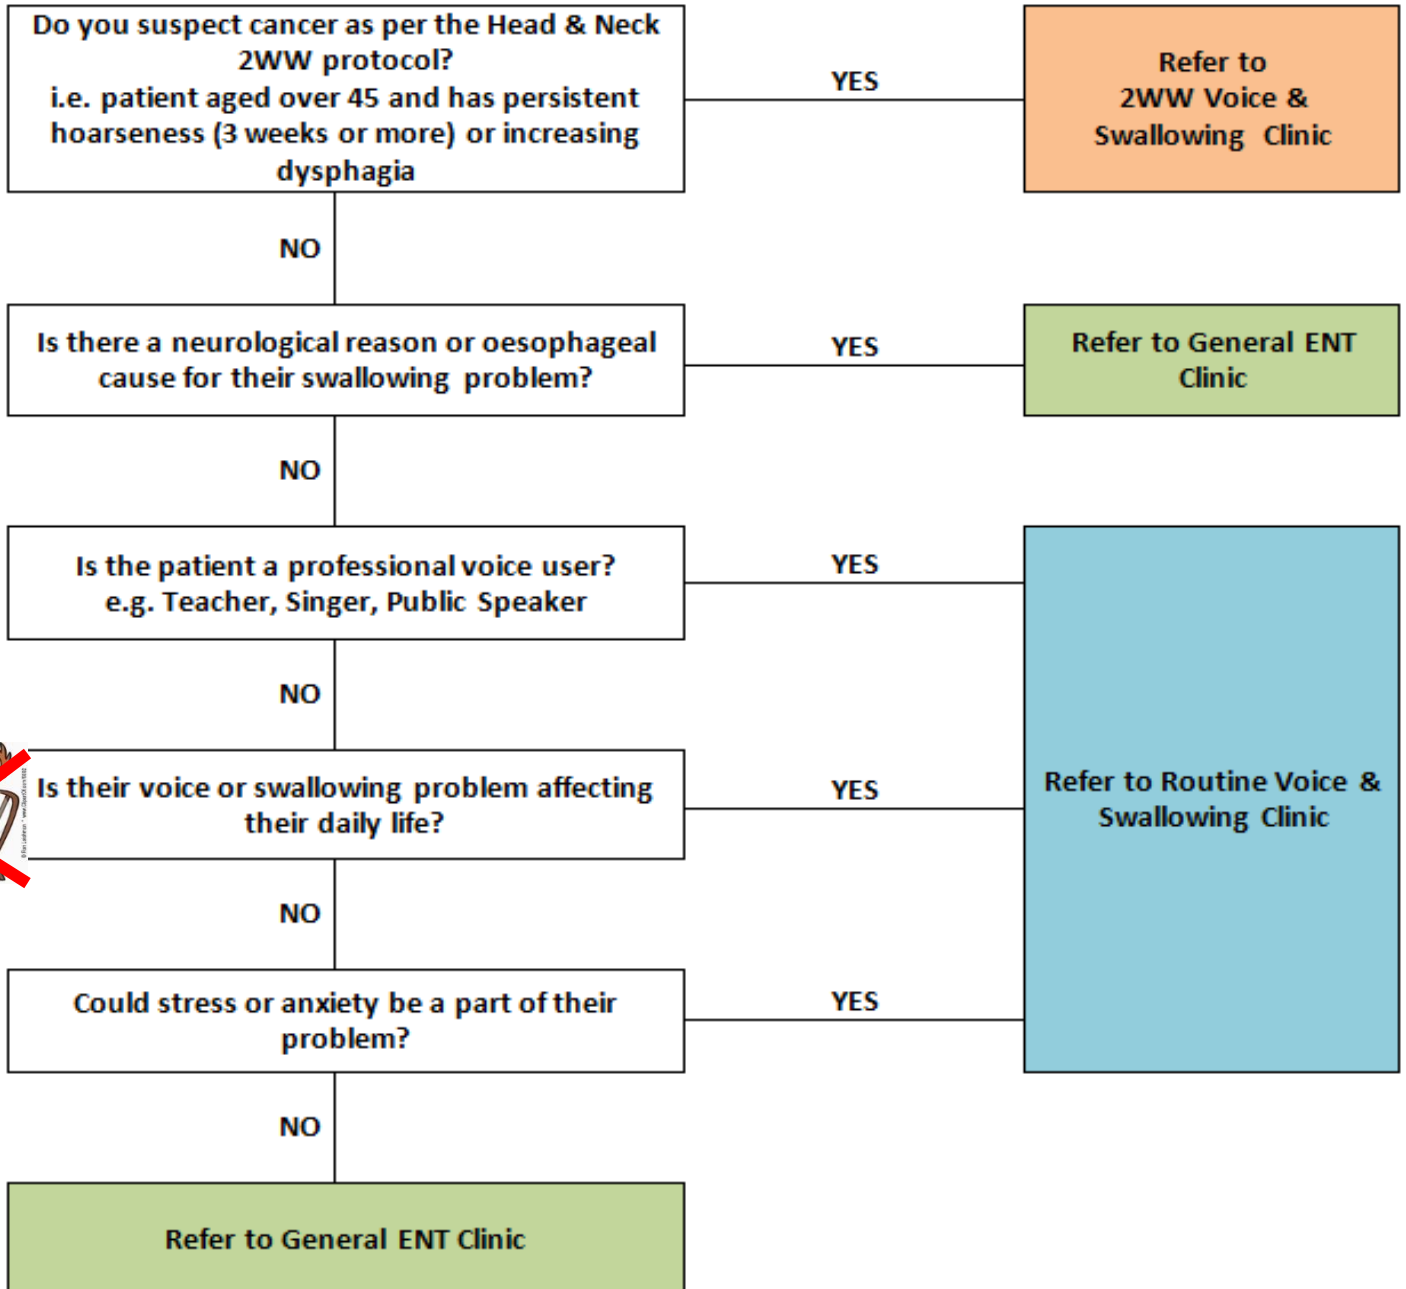 Do you suspect cancer as per the Head & Neck
2WW protocol?
i.e. patient aged over 45 and has persistent
hoarseness (3 weeks or more) or increasing
dysphagia
YES
Refer to
2WW Voice &
Swallowing Clinic
NO
Is there a neurological reason or oesophageal
cause for their swallowing problem?
YES
Refer to General ENT
Clinic
NO
Is the patient a professional voice user?
e.g. Teacher, Singer, Public Speaker
YES
NO
Is their voice or swallowing problem affecting
their daily life?
YES
Refer to Routine Voice &
Swallowing Clinic
NO
Could stress or anxiety be a part of their
problem?
YES
NO
Refer to General ENT Clinic